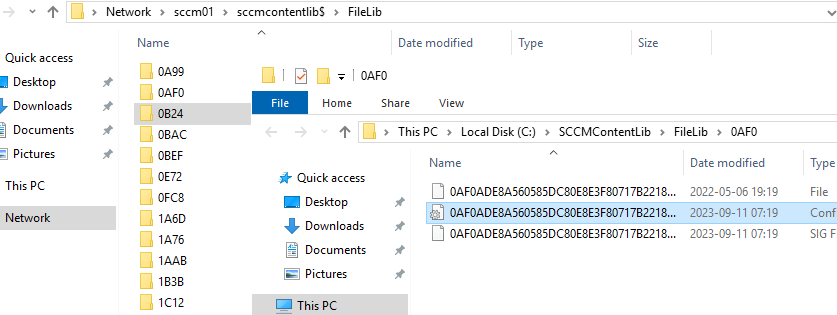 Network > sccm01 > sccmcontentlib$ > FileLib
Name Date modified Type Size
Quick access
Desktop
Downloads
Documents
Pictures
This PC
Network
0A99
0AF0
0B24
0BAC
0BEF
0E72
0FC8
1A6D
1A76
1AAB
1B3B
1C12
0AF0
File Home Share View
This PC > Local Disk (C:) > SCCMContentLib > FileLib > 0AF0
Quick access
Desktop
Downloads
Documents
Pictures
This PC
Name Date modified Type
0AF0ADE8A560585DC80E8E3F80717B2218... 2022-05-06 19:19 File
0AF0ADE8A560585DC80E8E3F80717B2218... 2023-09-11 07:19 Conf
0AF0ADE8A560585DC80E8E3F80717B2218... 2023-09-11 07:19 SIG F